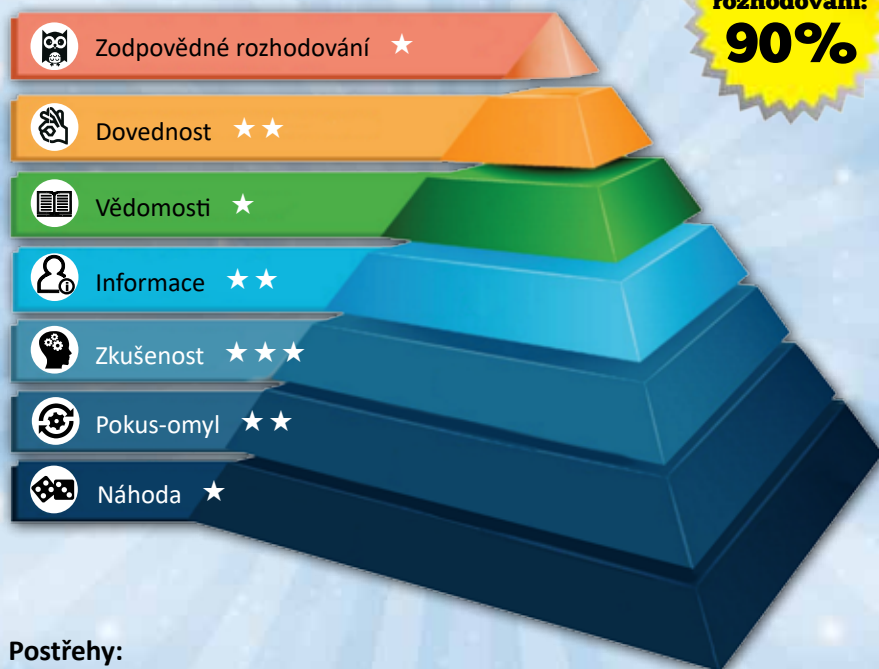 rozhodování:
90%
Zodpovědné rozhodování ★
Dovednost ★★
Vědomosti ★
Informace ★★
Zkušenost ★★★
Pokus-omyl ★★
Náhoda ★
Postřehy: